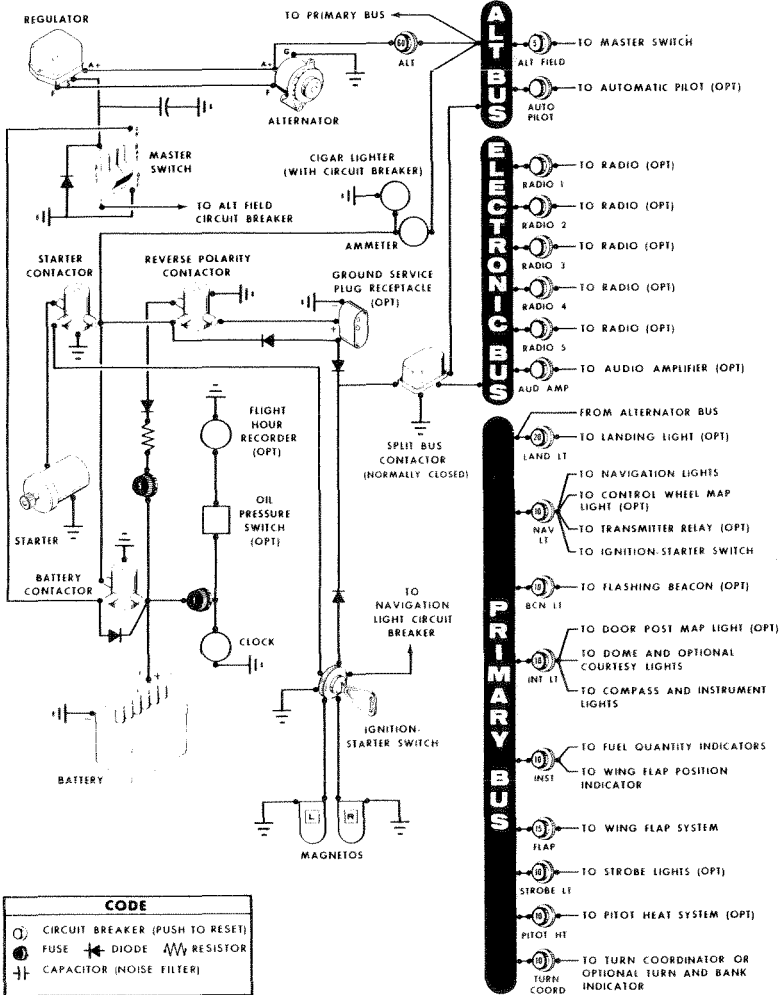 REGULATOR
TO PRIMARY BUS
A+
F
A+
F
G
ALTERNATOR
60
ALT
ALT BUS
5
ALT FIELD
TO MASTER SWITCH
AUTO
PILOT
TO AUTOMATIC PILOT (OPT)
MASTER
SWITCH
TO ALT FIELD
CIRCUIT BREAKER
CIGAR LIGHTER
(WITH CIRCUIT BREAKER)
AMMETER
ELECTRONIC BUS
RADIO 1
TO RADIO (OPT)
RADIO 2
TO RADIO (OPT)
RADIO 3
TO RADIO (OPT)
RADIO 4
TO RADIO (OPT)
RADIO 5
TO RADIO (OPT)
AUD AMP
TO AUDIO AMPLIFIER (OPT)
STARTER
CONTACTOR
REVERSE POLARITY
CONTACTOR
GROUND SERVICE
PLUG RECEPTACLE
(OPT)
+
SPLIT BUS
CONTACTOR
(NORMALLY CLOSED)
FLIGHT
HOUR
RECORDER
(OPT)
OIL
PRESSURE
SWITCH
(OPT)
STARTER
BATTERY
CONTACTOR
CLOCK
BATTERY
+
TO
NAVIGATION
LIGHT CIRCUIT
BREAKER
IGNITION-
STARTER SWITCH
L
R
MAGNETOS
PRIMARY BUS
FROM ALTERNATOR BUS
20
LAND LT
TO LANDING LIGHT (OPT)
10
NAV
LT
TO NAVIGATION LIGHTS
TO CONTROL WHEEL MAP
LIGHT (OPT)
TO TRANSMITTER RELAY (OPT)
TO IGNITION-STARTER SWITCH
10
BCN LT
TO FLASHING BEACON (OPT)
10
INT LT
TO DOOR POST MAP LIGHT (OPT)
TO DOME AND OPTIONAL
COURTESY LIGHTS
TO COMPASS AND INSTRUMENT
LIGHTS
10
INST
TO FUEL QUANTITY INDICATORS
TO WING FLAP POSITION
INDICATOR
15
FLAP
TO WING FLAP SYSTEM
10
STROBE LT
TO STROBE LIGHTS (OPT)
10
PITOT HT
TO PITOT HEAT SYSTEM (OPT)
10
TURN
COORD
TO TURN COORDINATOR OR
OPTIONAL TURN AND BANK
INDICATOR
CODE
CIRCUIT BREAKER (PUSH TO RESET)
FUSE DIODE RESISTOR
CAPACITOR (NOISE FILTER)